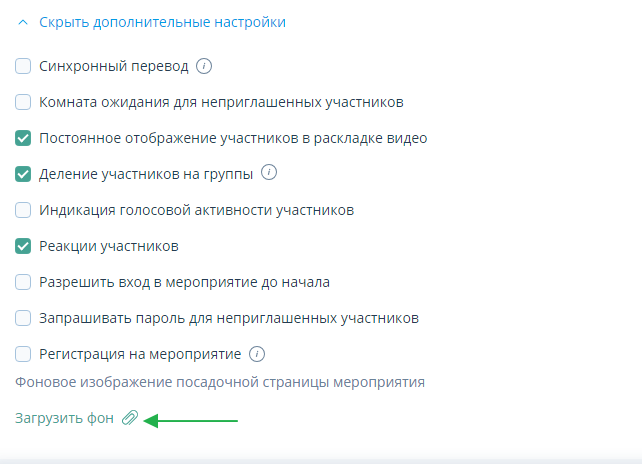 Скрыть дополнительные настройки
Синхронный перевод i
Комната ожидания для неприглашенных участников
Постоянное отображение участников в раскладке видео
Деление участников на группы i
Индикация голосовой активности участников
Реакции участников
Разрешить вход в мероприятие до начала
Запрашивать пароль для неприглашенных участников
Регистрация на мероприятие i
Фоновое изображение посадочной страницы мероприятия
Загрузить фон